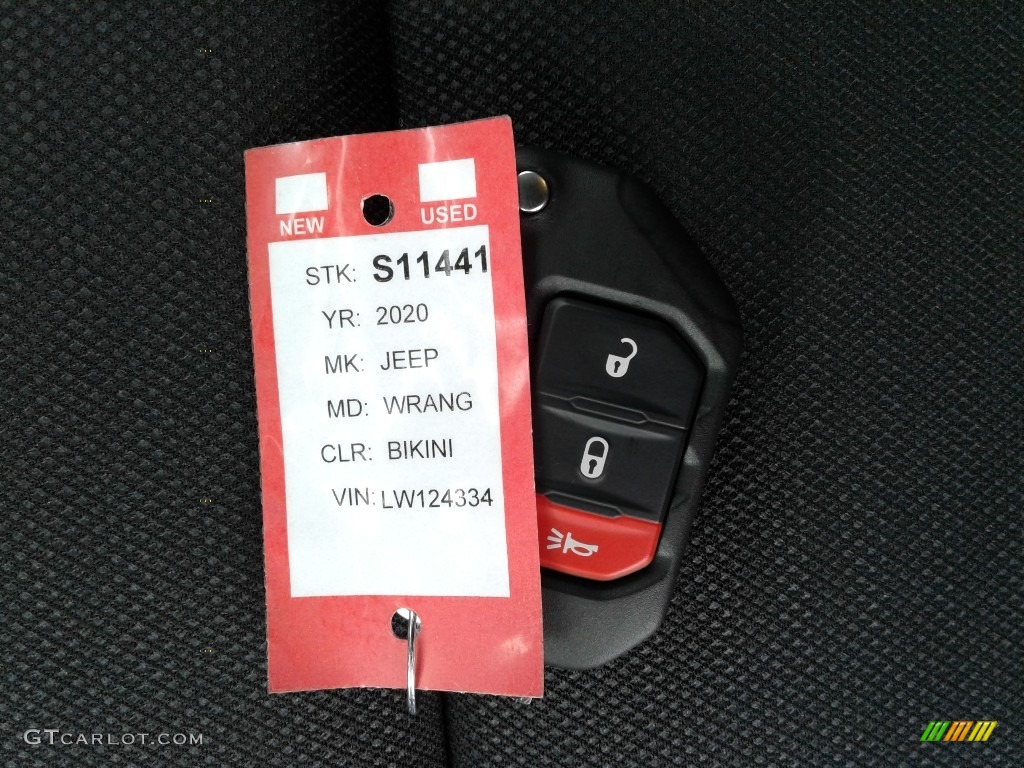 NEW USED
STK: S11441
YR: 2020
MK: JEEP
MD: WRANG
CLR: BIKINI
VIN: LW124334
GTCARLOT.COM